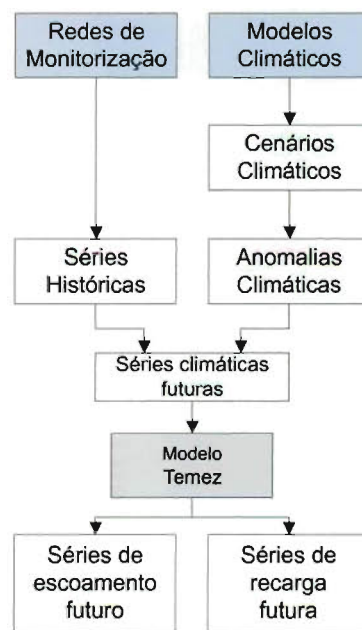 Redes de
Monitorização
Modelos
Climáticos
Cenários
Climáticos
Séries
Históricas
Anomalias
Climáticas
Séries climáticas
futuras
Modelo
Temez
Séries de
escoamento
futuro
Séries de
recarga
futura